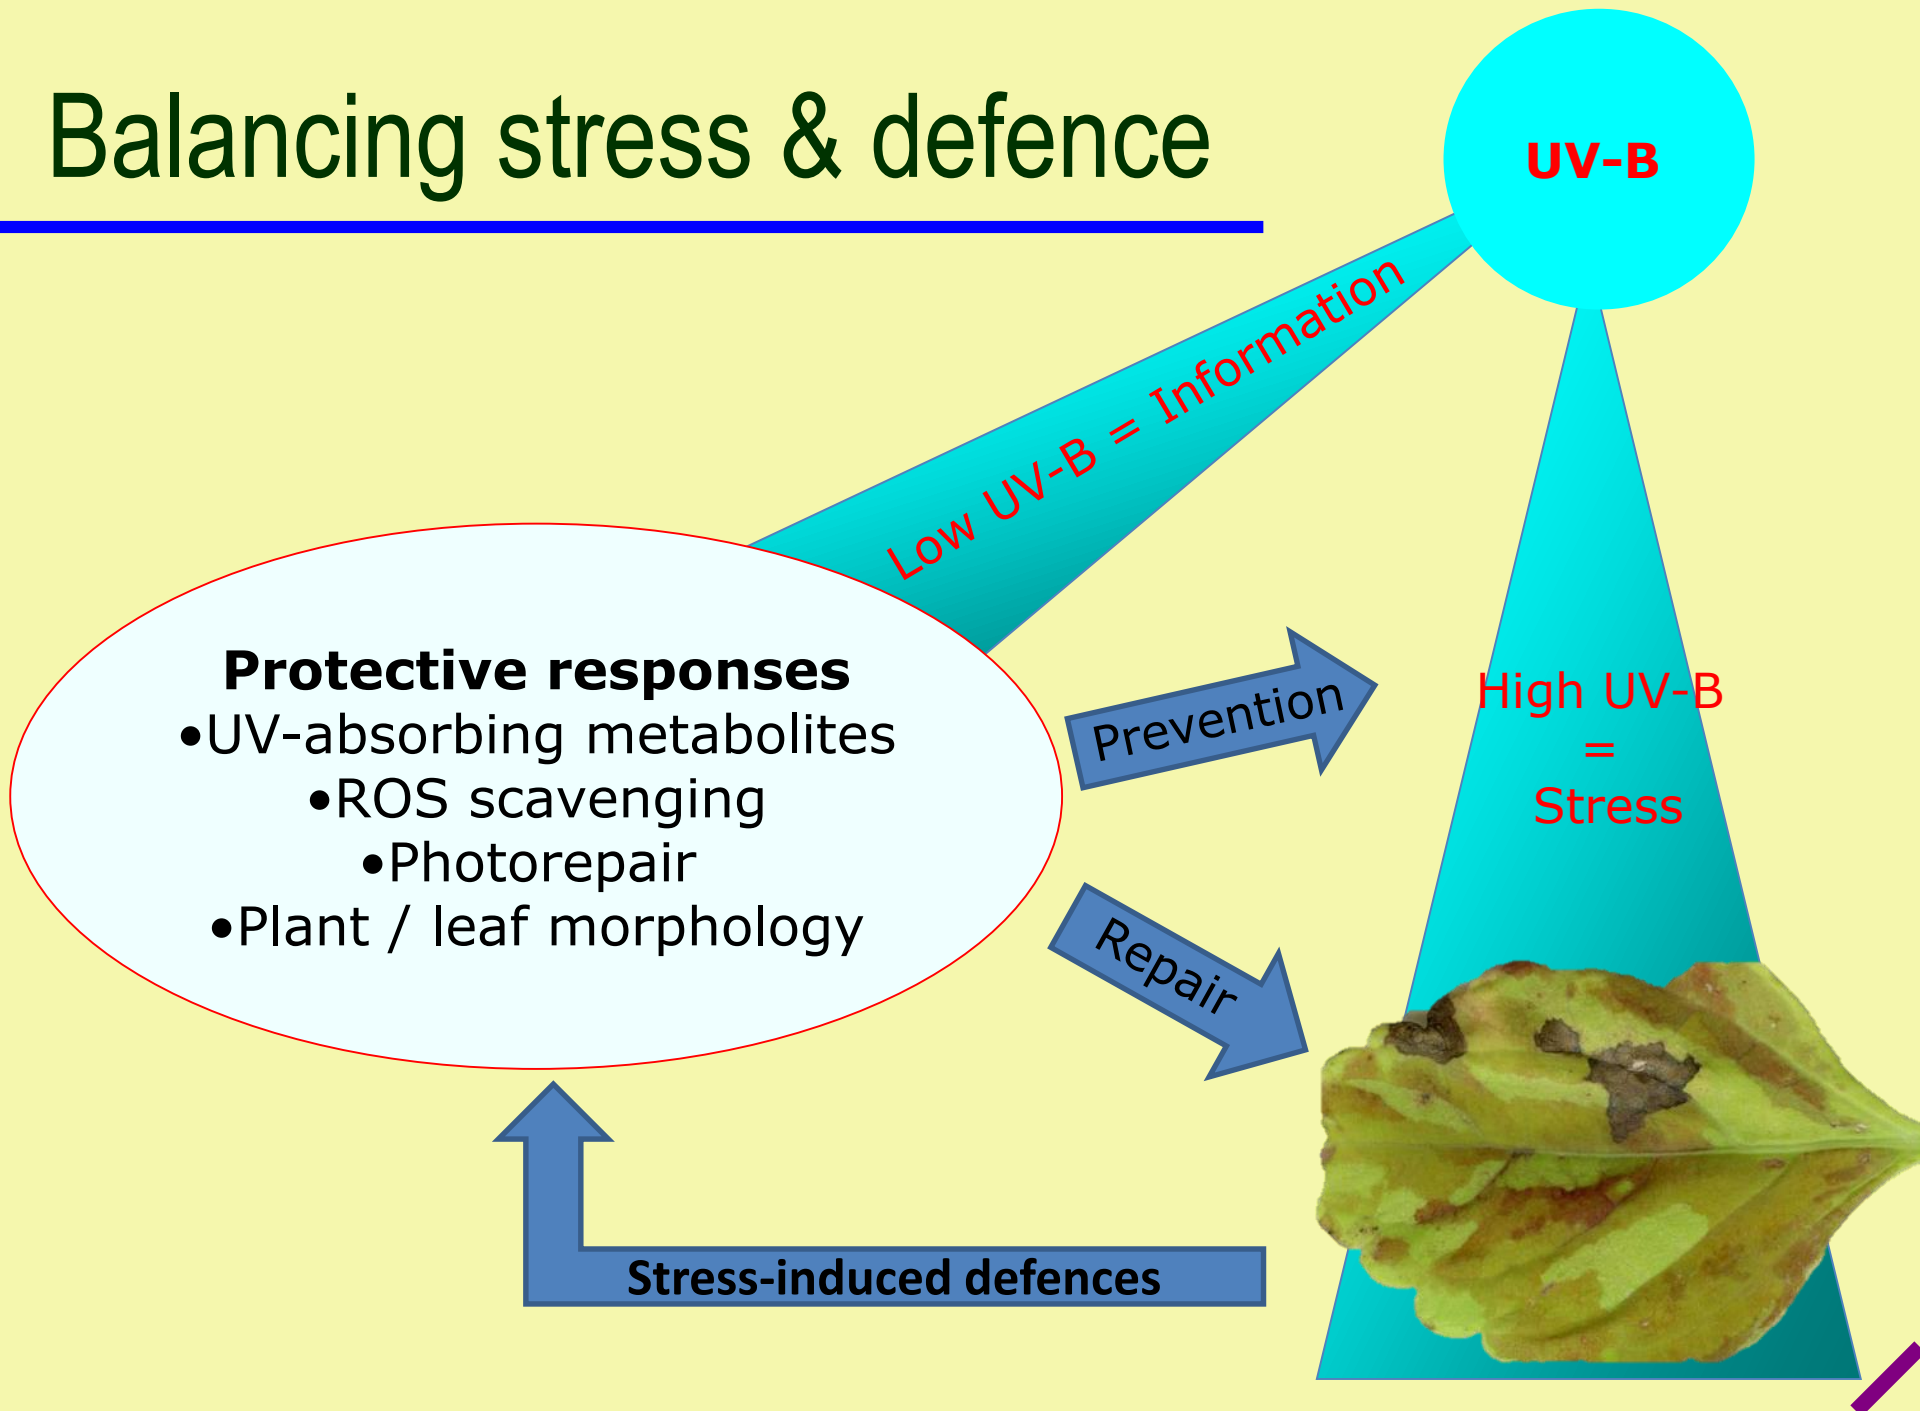 Balancing stress & defence
UV-B
Low UV-B = Information
Protective responses
•UV-absorbing metabolites
•ROS scavenging
•Photorepair
•Plant / leaf morphology
Prevention
High UV-B
=
Stress
Repair
Stress-induced defences